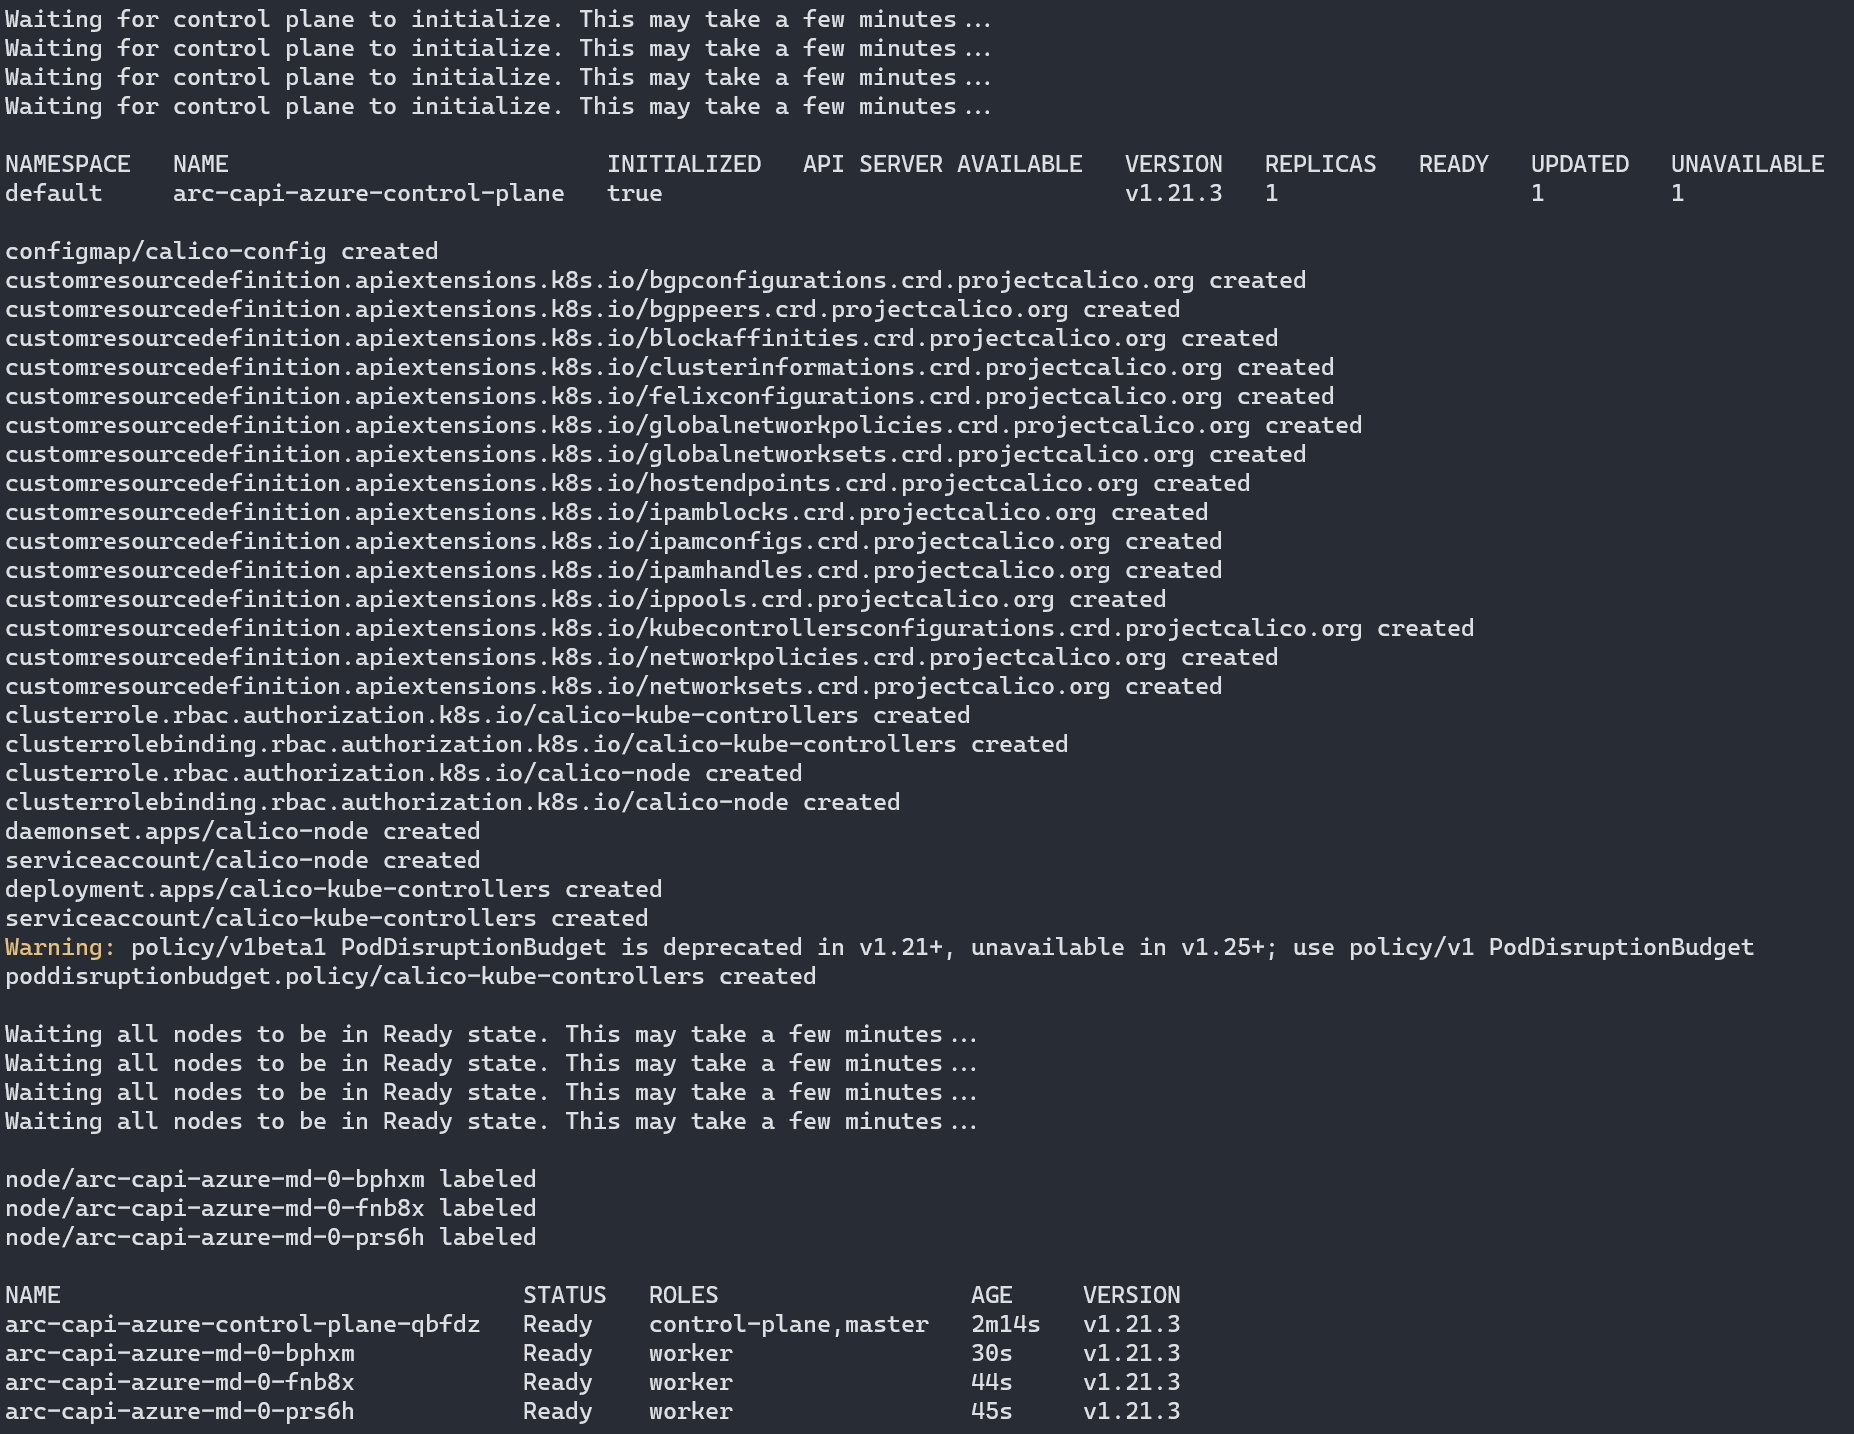 Waiting for control plane to initialize. This may take a few minutes...
Waiting for control plane to initialize. This may take a few minutes...
Waiting for control plane to initialize. This may take a few minutes...
Waiting for control plane to initialize. This may take a few minutes...
NAMESPACE   NAME                           INITIALIZED   API SERVER AVAILABLE   VERSION   REPLICAS   READY   UPDATED   UNAVAILABLE
default     arc-capi-azure-control-plane   true                                 v1.21.3   1                  1         1
configmap/calico-config created
customresourcedefinition.apiextensions.k8s.io/bgpconfigurations.crd.projectcalico.org created
customresourcedefinition.apiextensions.k8s.io/bgppeers.crd.projectcalico.org created
customresourcedefinition.apiextensions.k8s.io/blockaffinities.crd.projectcalico.org created
customresourcedefinition.apiextensions.k8s.io/clusterinformations.crd.projectcalico.org created
customresourcedefinition.apiextensions.k8s.io/felixconfigurations.crd.projectcalico.org created
customresourcedefinition.apiextensions.k8s.io/globalnetworkpolicies.crd.projectcalico.org created
customresourcedefinition.apiextensions.k8s.io/globalnetworksets.crd.projectcalico.org created
customresourcedefinition.apiextensions.k8s.io/hostendpoints.crd.projectcalico.org created
customresourcedefinition.apiextensions.k8s.io/ipamblocks.crd.projectcalico.org created
customresourcedefinition.apiextensions.k8s.io/ipamconfigs.crd.projectcalico.org created
customresourcedefinition.apiextensions.k8s.io/ipamhandles.crd.projectcalico.org created
customresourcedefinition.apiextensions.k8s.io/ippools.crd.projectcalico.org created
customresourcedefinition.apiextensions.k8s.io/kubecontrollersconfigurations.crd.projectcalico.org created
customresourcedefinition.apiextensions.k8s.io/networkpolicies.crd.projectcalico.org created
customresourcedefinition.apiextensions.k8s.io/networksets.crd.projectcalico.org created
clusterrole.rbac.authorization.k8s.io/calico-kube-controllers created
clusterrolebinding.rbac.authorization.k8s.io/calico-kube-controllers created
clusterrole.rbac.authorization.k8s.io/calico-node created
clusterrolebinding.rbac.authorization.k8s.io/calico-node created
daemonset.apps/calico-node created
serviceaccount/calico-node created
deployment.apps/calico-kube-controllers created
serviceaccount/calico-kube-controllers created
Warning: policy/v1beta1 PodDisruptionBudget is deprecated in v1.21+, unavailable in v1.25+; use policy/v1 PodDisruptionBudget
poddisruptionbudget.policy/calico-kube-controllers created
Waiting all nodes to be in Ready state. This may take a few minutes...
Waiting all nodes to be in Ready state. This may take a few minutes...
Waiting all nodes to be in Ready state. This may take a few minutes...
Waiting all nodes to be in Ready state. This may take a few minutes...
node/arc-capi-azure-md-0-bphxm labeled
node/arc-capi-azure-md-0-fnb8x labeled
node/arc-capi-azure-md-0-prs6h labeled
NAME                                 STATUS   ROLES                  AGE     VERSION
arc-capi-azure-control-plane-qbfdz   Ready    control-plane,master   2m14s   v1.21.3
arc-capi-azure-md-0-bphxm            Ready    worker                 30s     v1.21.3
arc-capi-azure-md-0-fnb8x            Ready    worker                 44s     v1.21.3
arc-capi-azure-md-0-prs6h            Ready    worker                 45s     v1.21.3